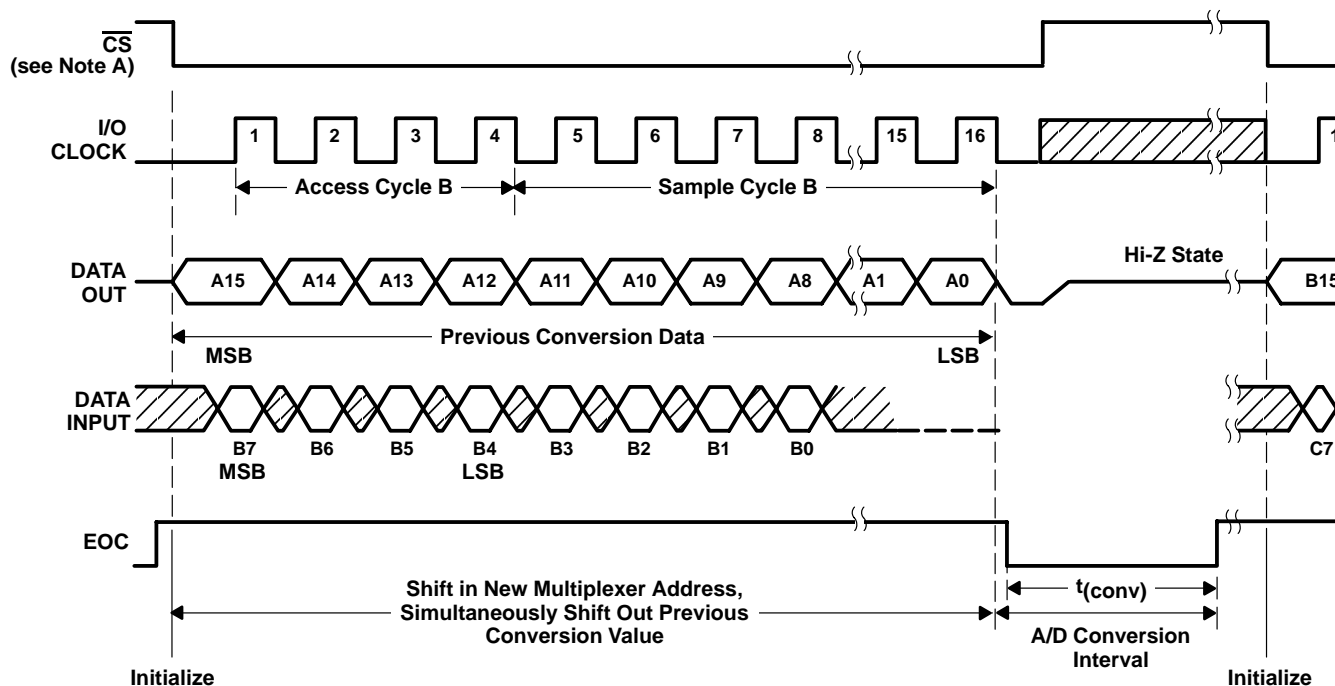 CS
(see Note A)
I/O
CLOCK
1 2 3 4 5 6 7 8 15 16 1
Access Cycle B Sample Cycle B
Hi-Z State
DATA
OUT
A15 A14 A13 A12 A11 A10 A9 A8 A1 A0 B15
Previous Conversion Data
MSB LSB
DATA
INPUT
B7 B6 B5 B4 B3 B2 B1 B0 C7
MSB LSB
EOC
Shift in New Multiplexer Address,
Simultaneously Shift Out Previous
Conversion Value
t(conv)
A/D Conversion
Interval
Initialize Initialize